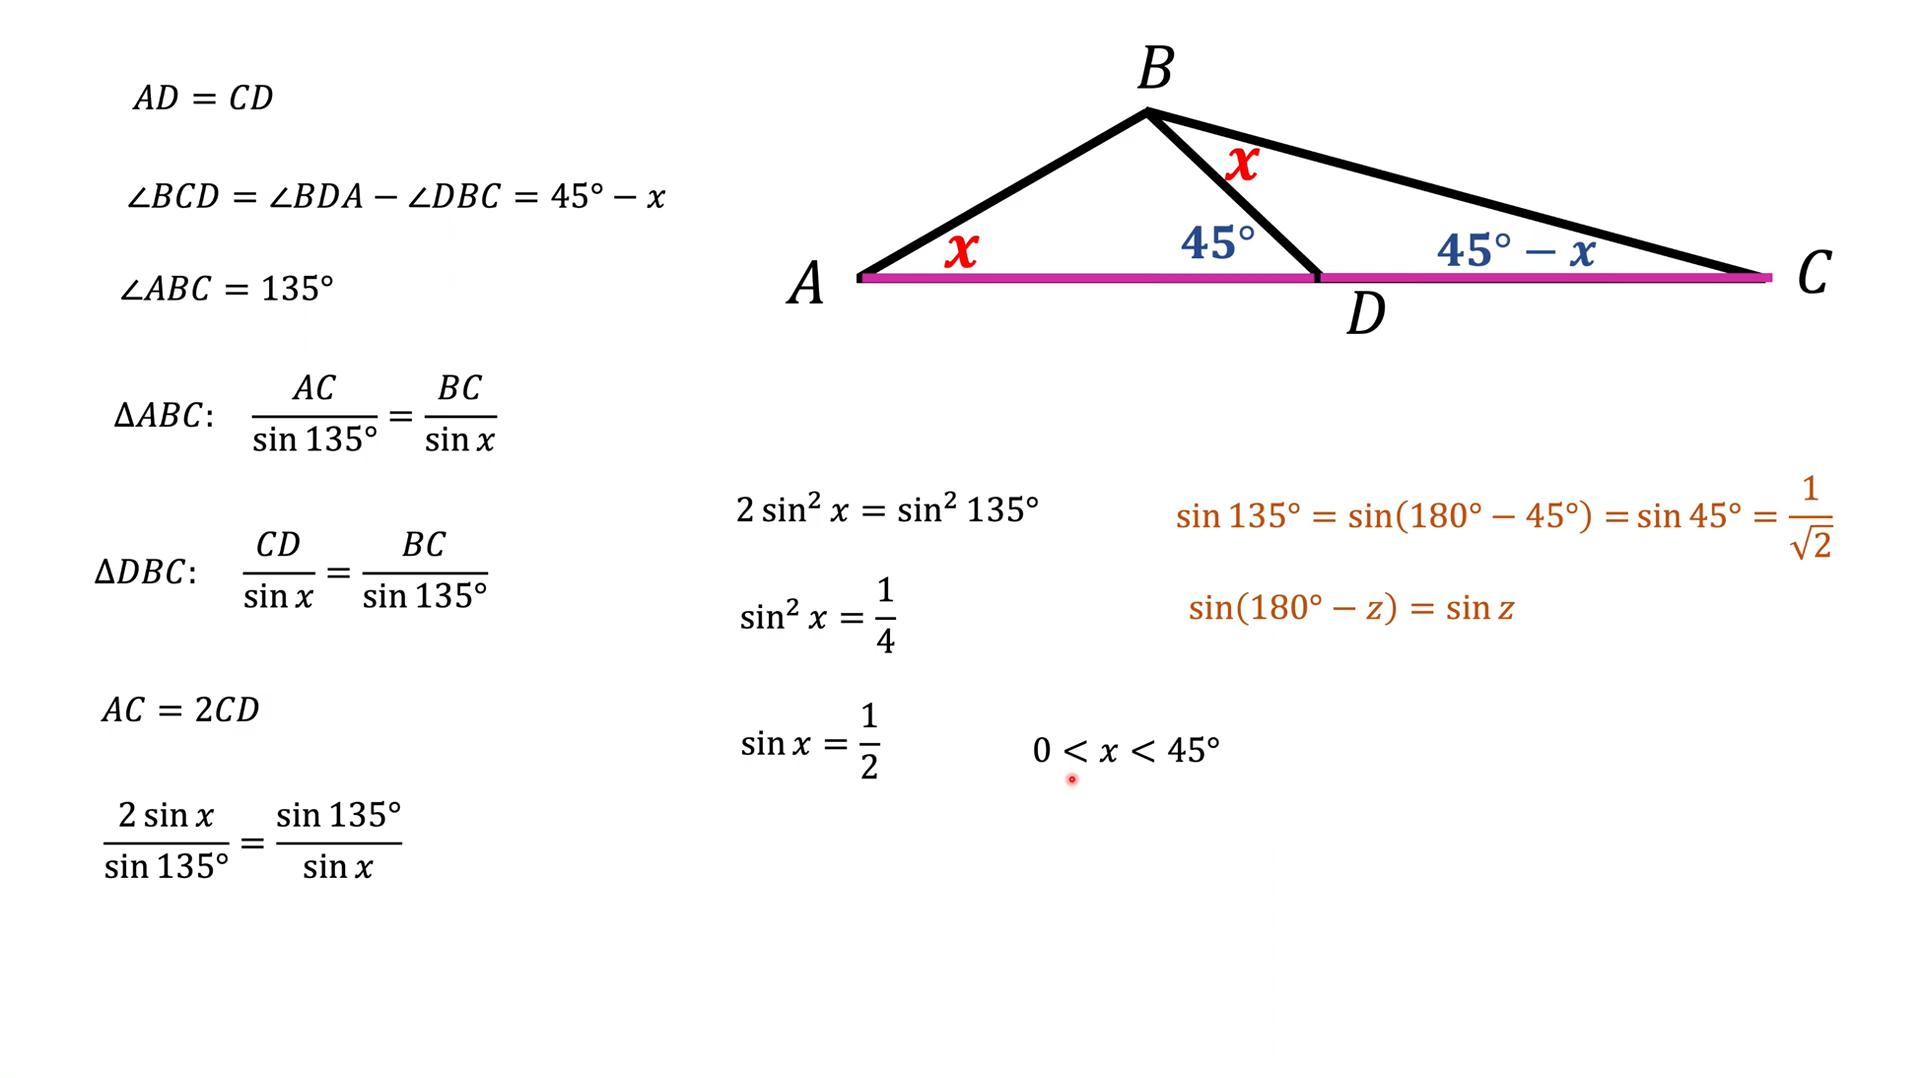 AD = CD
∠BCD = ∠BDA − ∠DBC = 45° − x
∠ABC = 135°
ΔABC: AC / sin 135° = BC / sin x
ΔDBC: CD / sin x = BC / sin 135°
AC = 2CD
2 sin x / sin 135° = sin 135° / sin x
B
x
x
45°
45° − x
A
C
D
2 sin² x = sin² 135°
sin² x = 1/4
sin x = 1/2
0 < x < 45°
sin 135° = sin(180° − 45°) = sin 45° = 1/√2
sin(180° − z) = sin z